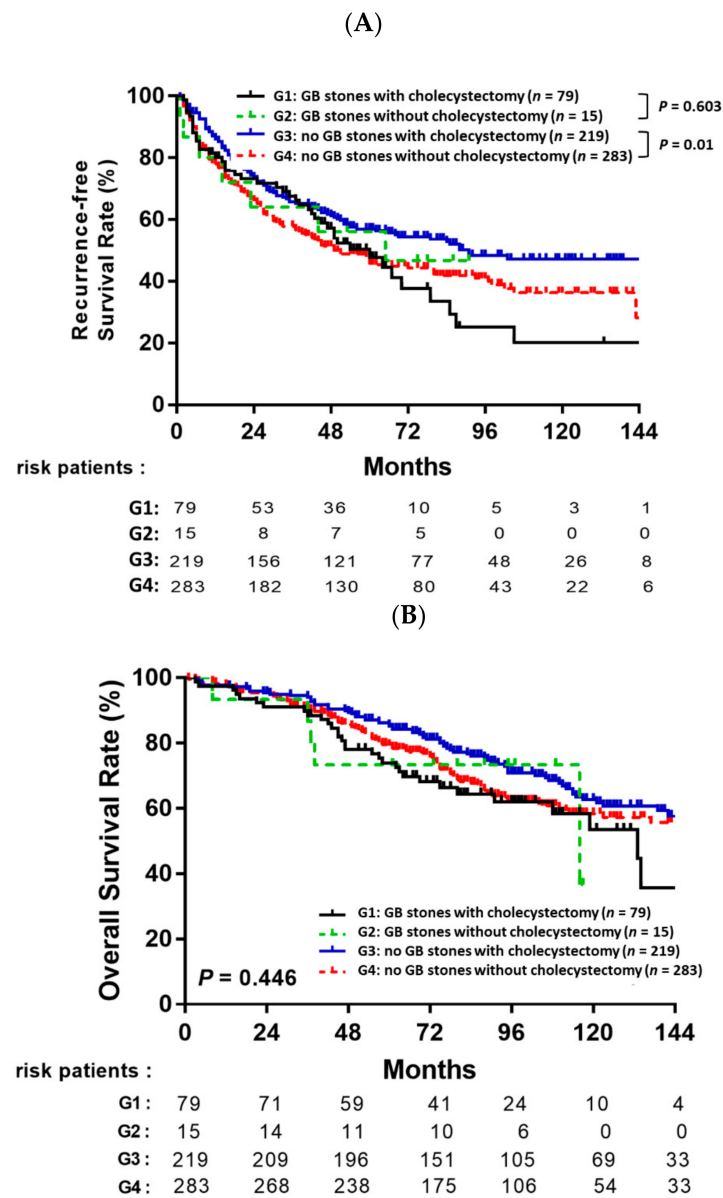 (A)
G1: GB stones with cholecystectomy (n = 79)
G2: GB stones without cholecystectomy (n = 15)
P = 0.603
G3: no GB stones with cholecystectomy (n = 219)
G4: no GB stones without cholecystectomy (n = 283)
P = 0.01
Recurrence-free
Survival Rate (%)
100
80
60
40
20
0
0 24 48 72 96 120 144
risk patients : Months
G1: 79 53 36 10 5 3 1
G2: 15 8 7 5 0 0 0
G3: 219 156 121 77 48 26 8
G4: 283 182 130 80 43 22 6
(B)
Overall Survival Rate (%)
100
80
60
40
20
0
G1: GB stones with cholecystectomy (n = 79)
G2: GB stones without cholecystectomy (n = 15)
G3: no GB stones with cholecystectomy (n = 219)
G4: no GB stones without cholecystectomy (n = 283)
P = 0.446
0 24 48 72 96 120 144
risk patients : Months
G1 : 79 71 59 41 24 10 4
G2 : 15 14 11 10 6 0 0
G3 : 219 209 196 151 105 69 33
G4 : 283 268 238 175 106 54 33